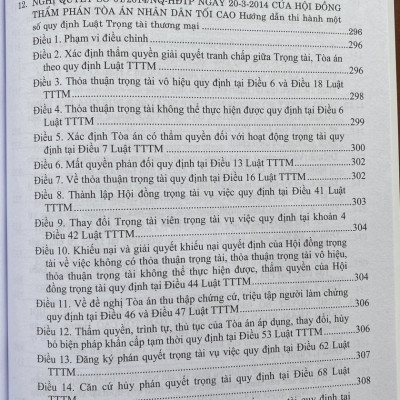 12. NGHỊ QUYẾT SỐ 01/2014/NQ-HĐTP NGÀY 20-3-2014 CỦA HỘI ĐỒNG
THẨM PHÁN TÒA ÁN NHÂN DÂN TỐI CAO Hướng dẫn thi hành một
số quy định Luật Trọng tài thương mại ........ 296
Điều 1. Phạm vi điều chỉnh ........ 296
Điều 2. Xác định thẩm quyền giải quyết tranh chấp giữa Trọng tài, Tòa án
theo quy định Luật TTTM ........ 296
Điều 3. Thỏa thuận trọng tài vô hiệu quy định tại Điều 6 và Điều 18 Luật
TTTM ........ 298
Điều 4. Thỏa thuận trọng tài không thể thực hiện được quy định tại Điều 6
Luật TTTM ........ 299
Điều 5. Xác định Tòa án có thẩm quyền đối với hoạt động trọng tài quy
định tại Điều 7 Luật TTTM ........ 300
Điều 6. Mất quyền phản đối quy định tại Điều 13 Luật TTTM ........ 302
Điều 7. Về thỏa thuận trọng tài quy định tại Điều 16 Luật TTTM ........ 302
Điều 8. Thành lập Hội đồng trọng tài vụ việc quy định tại Điều 41 Luật
TTTM ........ 303
Điều 9. Thay đổi Trọng tài viên trọng tài vụ việc quy định tại khoản 4
Điều 42 Luật TTTM ........ 304
Điều 10. Khiếu nại và giải quyết khiếu nại quyết định của Hội đồng trọng
tài về việc không có thỏa thuận trọng tài, thỏa thuận trọng tài vô hiệu,
thỏa thuận trọng tài không thể thực hiện được, thẩm quyền của Hội
đồng trọng tài quy định tại Điều 44 Luật TTTM ........ 304
Điều 11. Về đề nghị Tòa án thu thập chứng cứ, triệu tập người làm chứng
quy định tại Điều 46 và Điều 47 Luật TTTM ........ 306
Điều 12. Thẩm quyền, trình tự, thủ tục của Tòa án áp dụng, thay đổi, hủy
bỏ biện pháp khẩn cấp tạm thời quy định tại Điều 53 Luật TTTM ........ 306
Điều 13. Đăng ký phán quyết trọng tài vụ việc quy định tại Điều 62 Luật
TTTM ........ 307
Điều 14. Căn cứ hủy phán quyết trọng tài quy định tại Điều 68 Luật
TTTM ........ 308